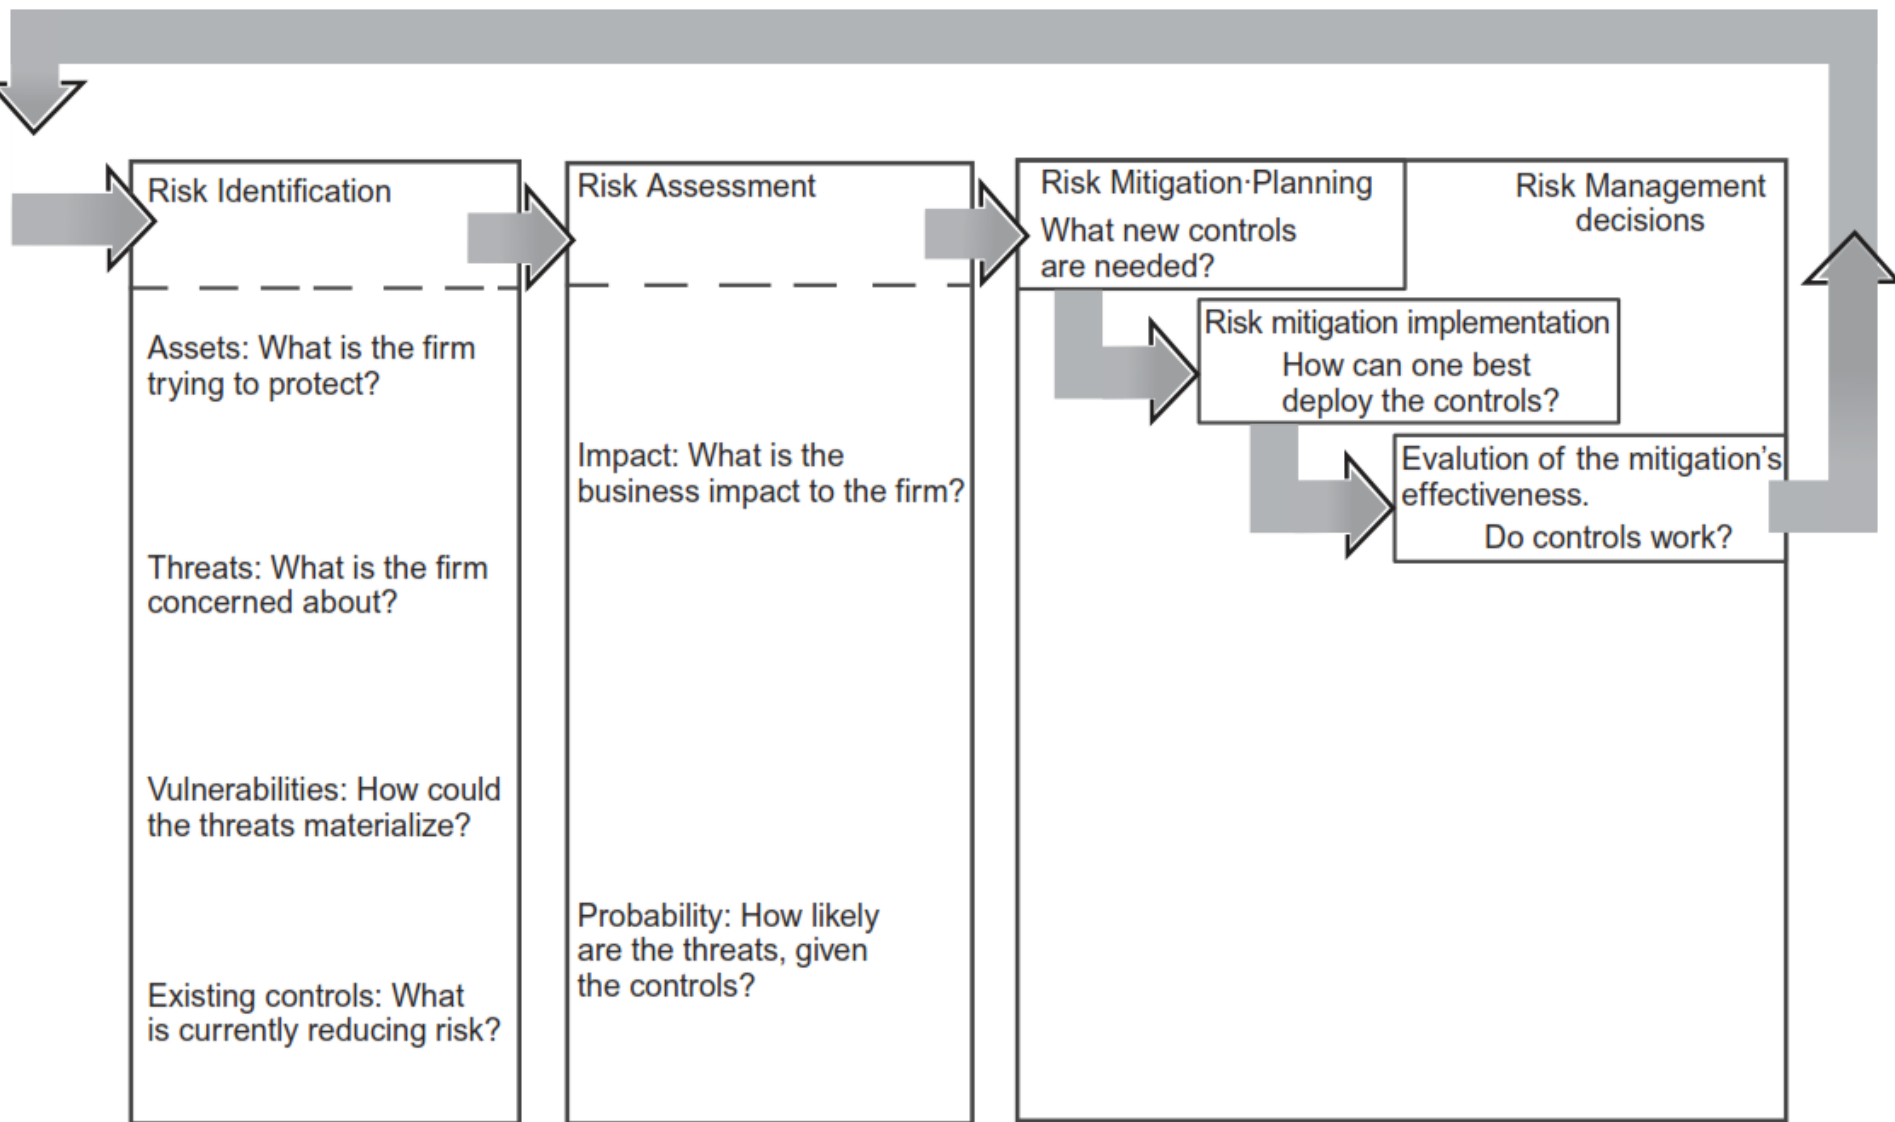 Risk Identification
Assets: What is the firm
trying to protect?
Threats: What is the firm
concerned about?
Vulnerabilities: How could
the threats materialize?
Existing controls: What
is currently reducing risk?
Risk Assessment
Impact: What is the
business impact to the firm?
Probability: How likely
are the threats, given
the controls?
Risk Mitigation·Planning
What new controls
are needed?
Risk Management
decisions
Risk mitigation implementation
How can one best
deploy the controls?
Evalution of the mitigation's
effectiveness.
Do controls work?